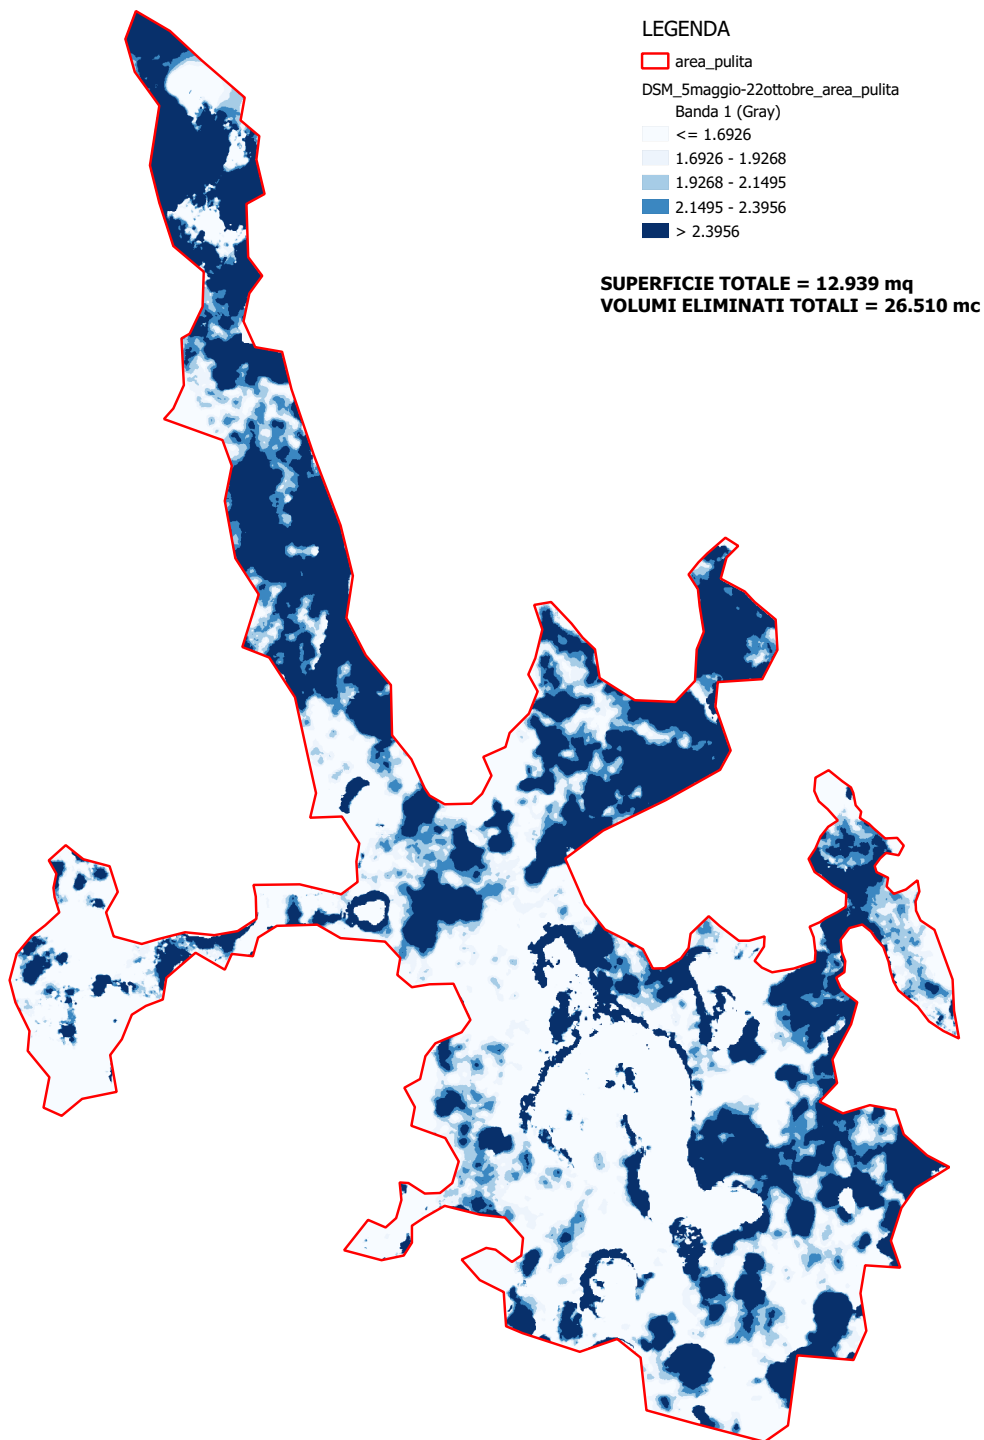 LEGENDA
area_pulita
DSM_5maggio-22ottobre_area_pulita
Banda 1 (Gray)
<= 1.6926
1.6926 - 1.9268
1.9268 - 2.1495
2.1495 - 2.3956
> 2.3956
SUPERFICIE TOTALE = 12.939 mq
VOLUMI ELIMINATI TOTALI = 26.510 mc